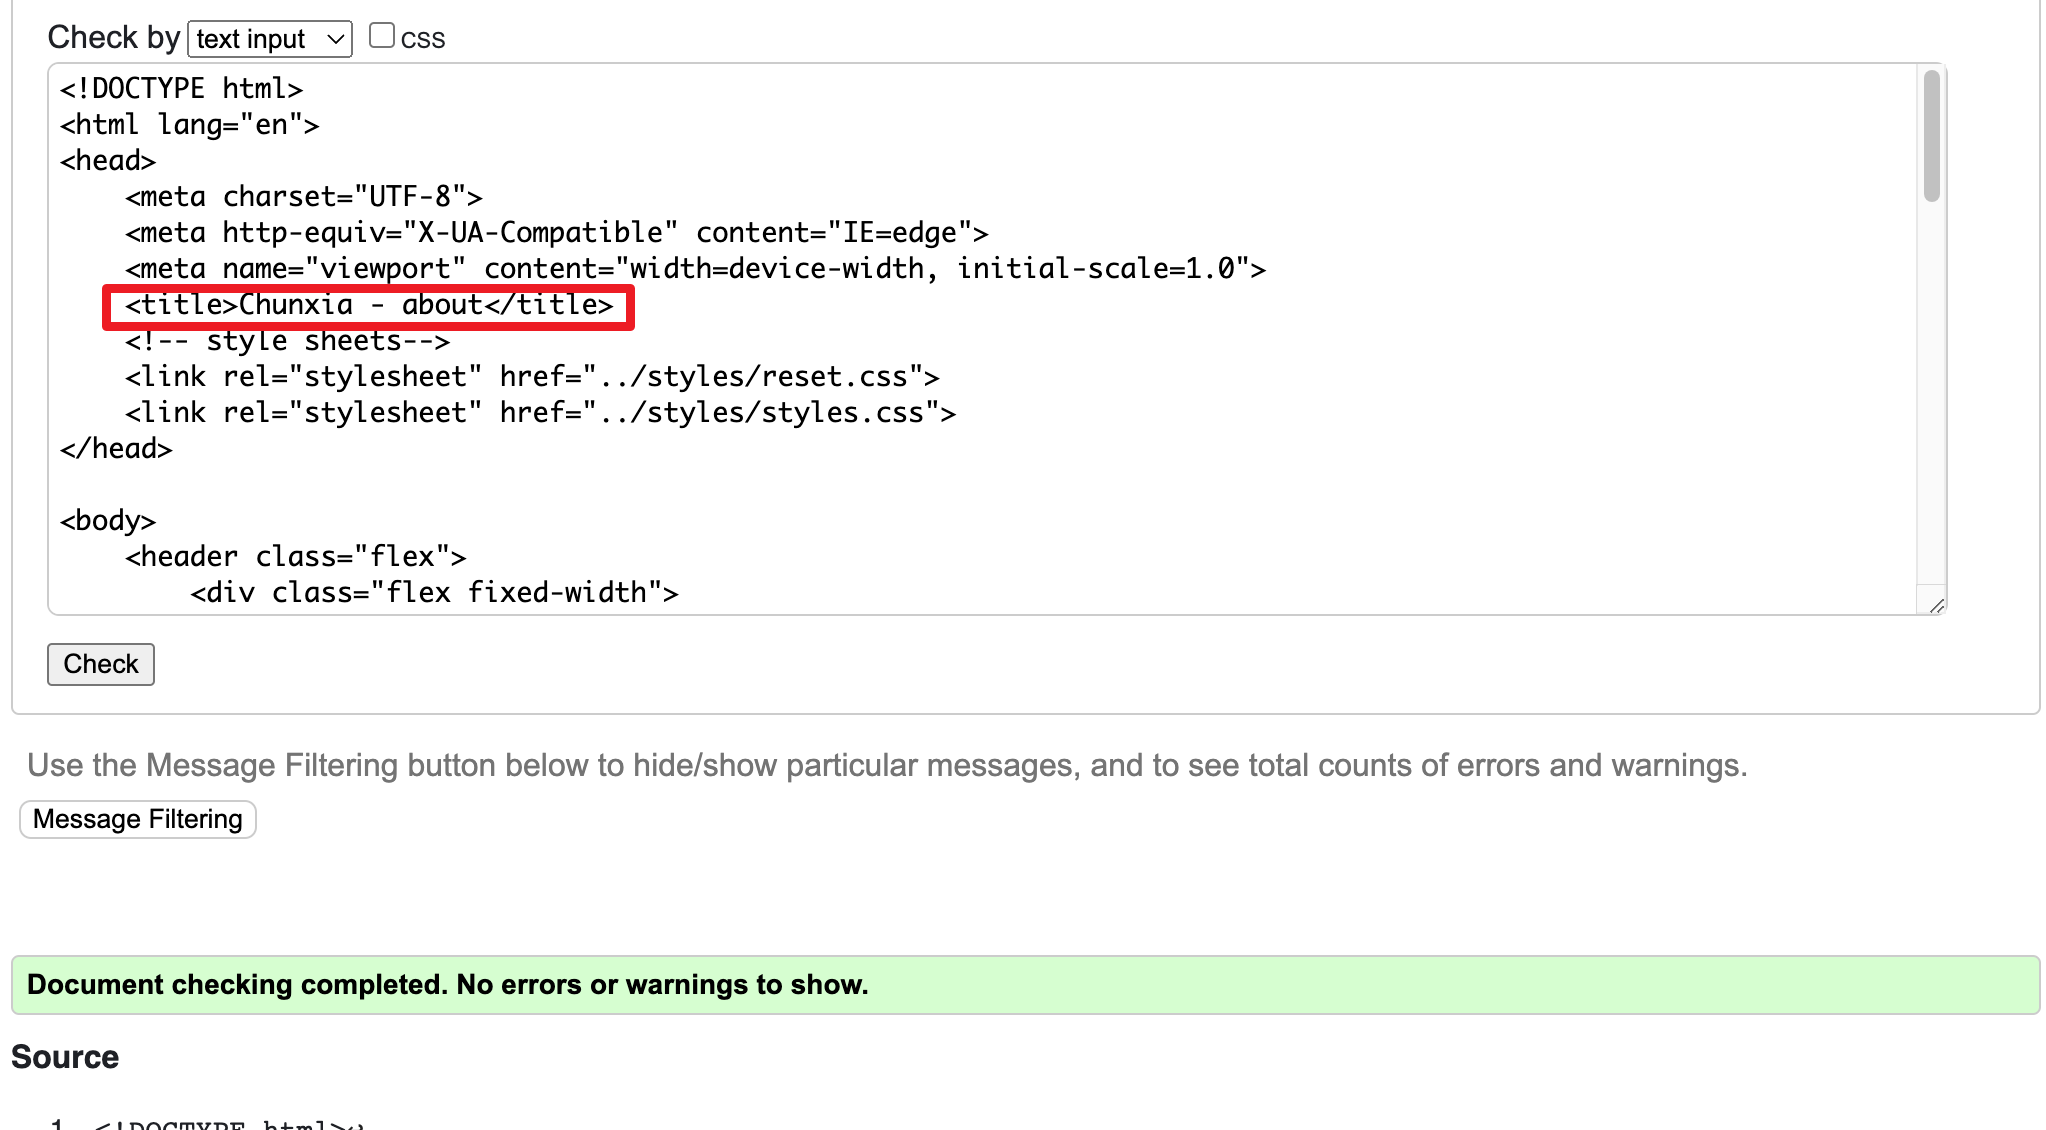 Check by text input css
<!DOCTYPE html>
<html lang="en">
<head>
    <meta charset="UTF-8">
    <meta http-equiv="X-UA-Compatible" content="IE=edge">
    <meta name="viewport" content="width=device-width, initial-scale=1.0">
    <title>Chunxia - about</title>
    <!-- style sheets-->
    <link rel="stylesheet" href="../styles/reset.css">
    <link rel="stylesheet" href="../styles/styles.css">
</head>
<body>
    <header class="flex">
        <div class="flex fixed-width">
Check
Use the Message Filtering button below to hide/show particular messages, and to see total counts of errors and warnings.
Message Filtering
Document checking completed. No errors or warnings to show.
Source
1. <!DOCTYPE html>↩